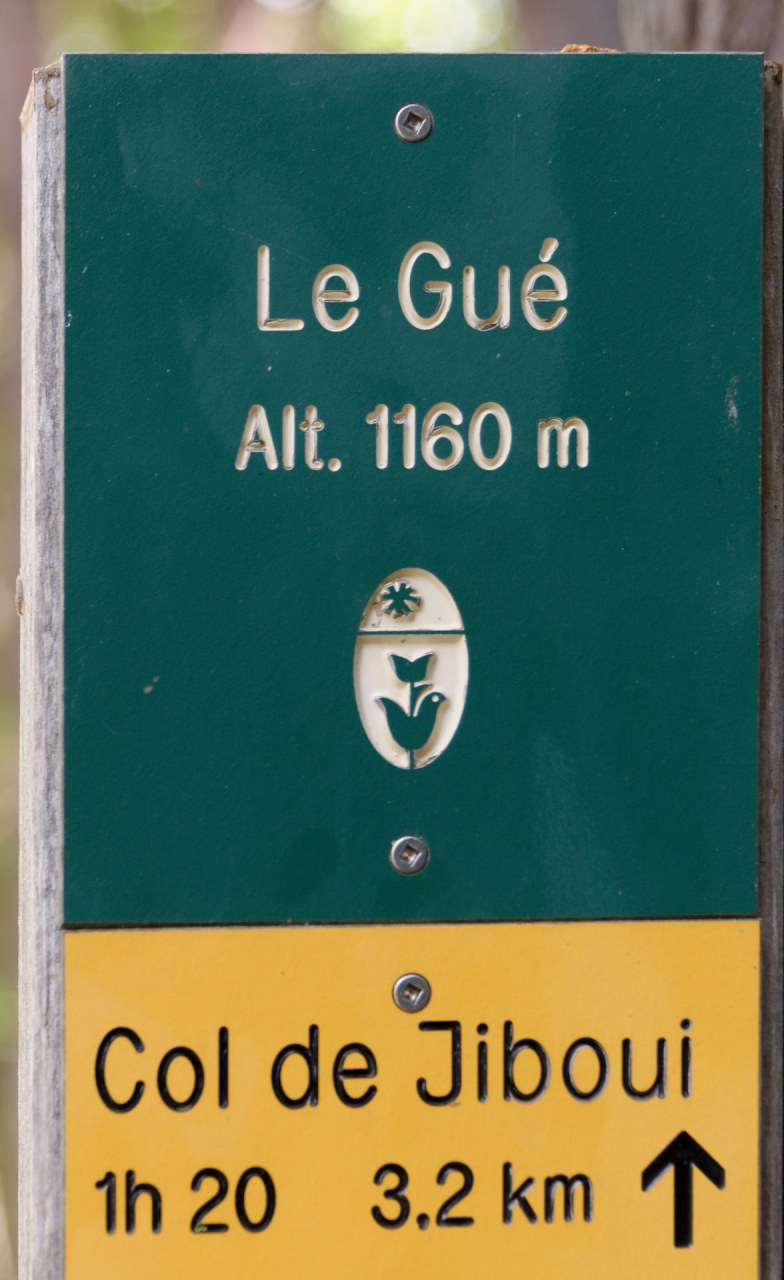 Le Gué
Alt. 1160 m
Col de Jiboui
1h 20 3.2 km